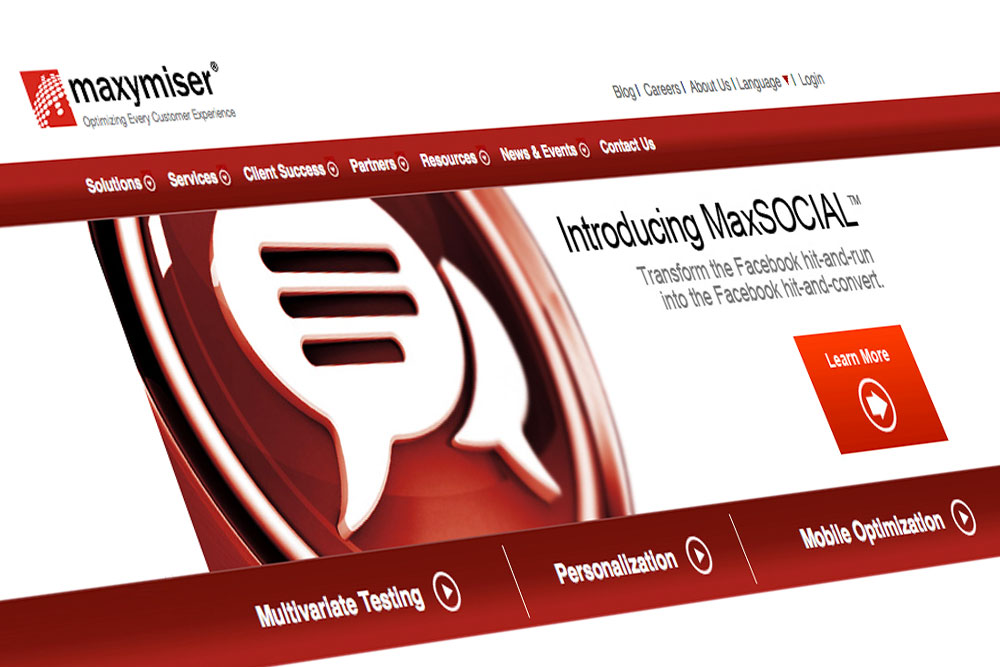 maxymiser®
Optimizing Every Customer Experience
Blog | Careers | About Us | Language ▼ | Login
Solutions Services Client Success Partners Resources News & Events Contact Us
Introducing MaxSOCIAL™
Transform the Facebook hit-and-run
into the Facebook hit-and-convert.
Learn More
Multivariate Testing Personalization Mobile Optimization